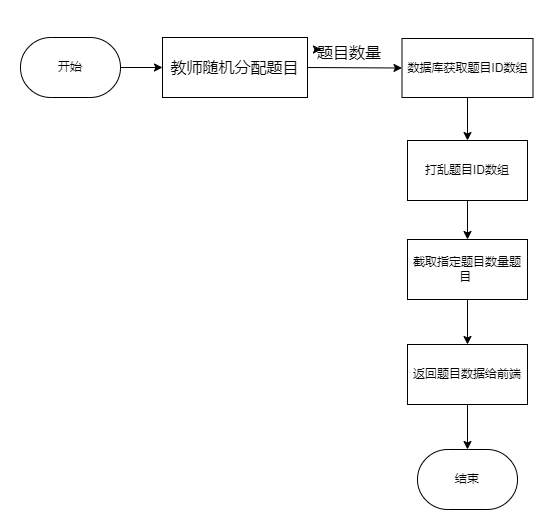 开始
教师随机分配题目
题目数量
数据库获取题目ID数组
打乱题目ID数组
截取指定题目数量题
目
返回题目数据给前端
结束